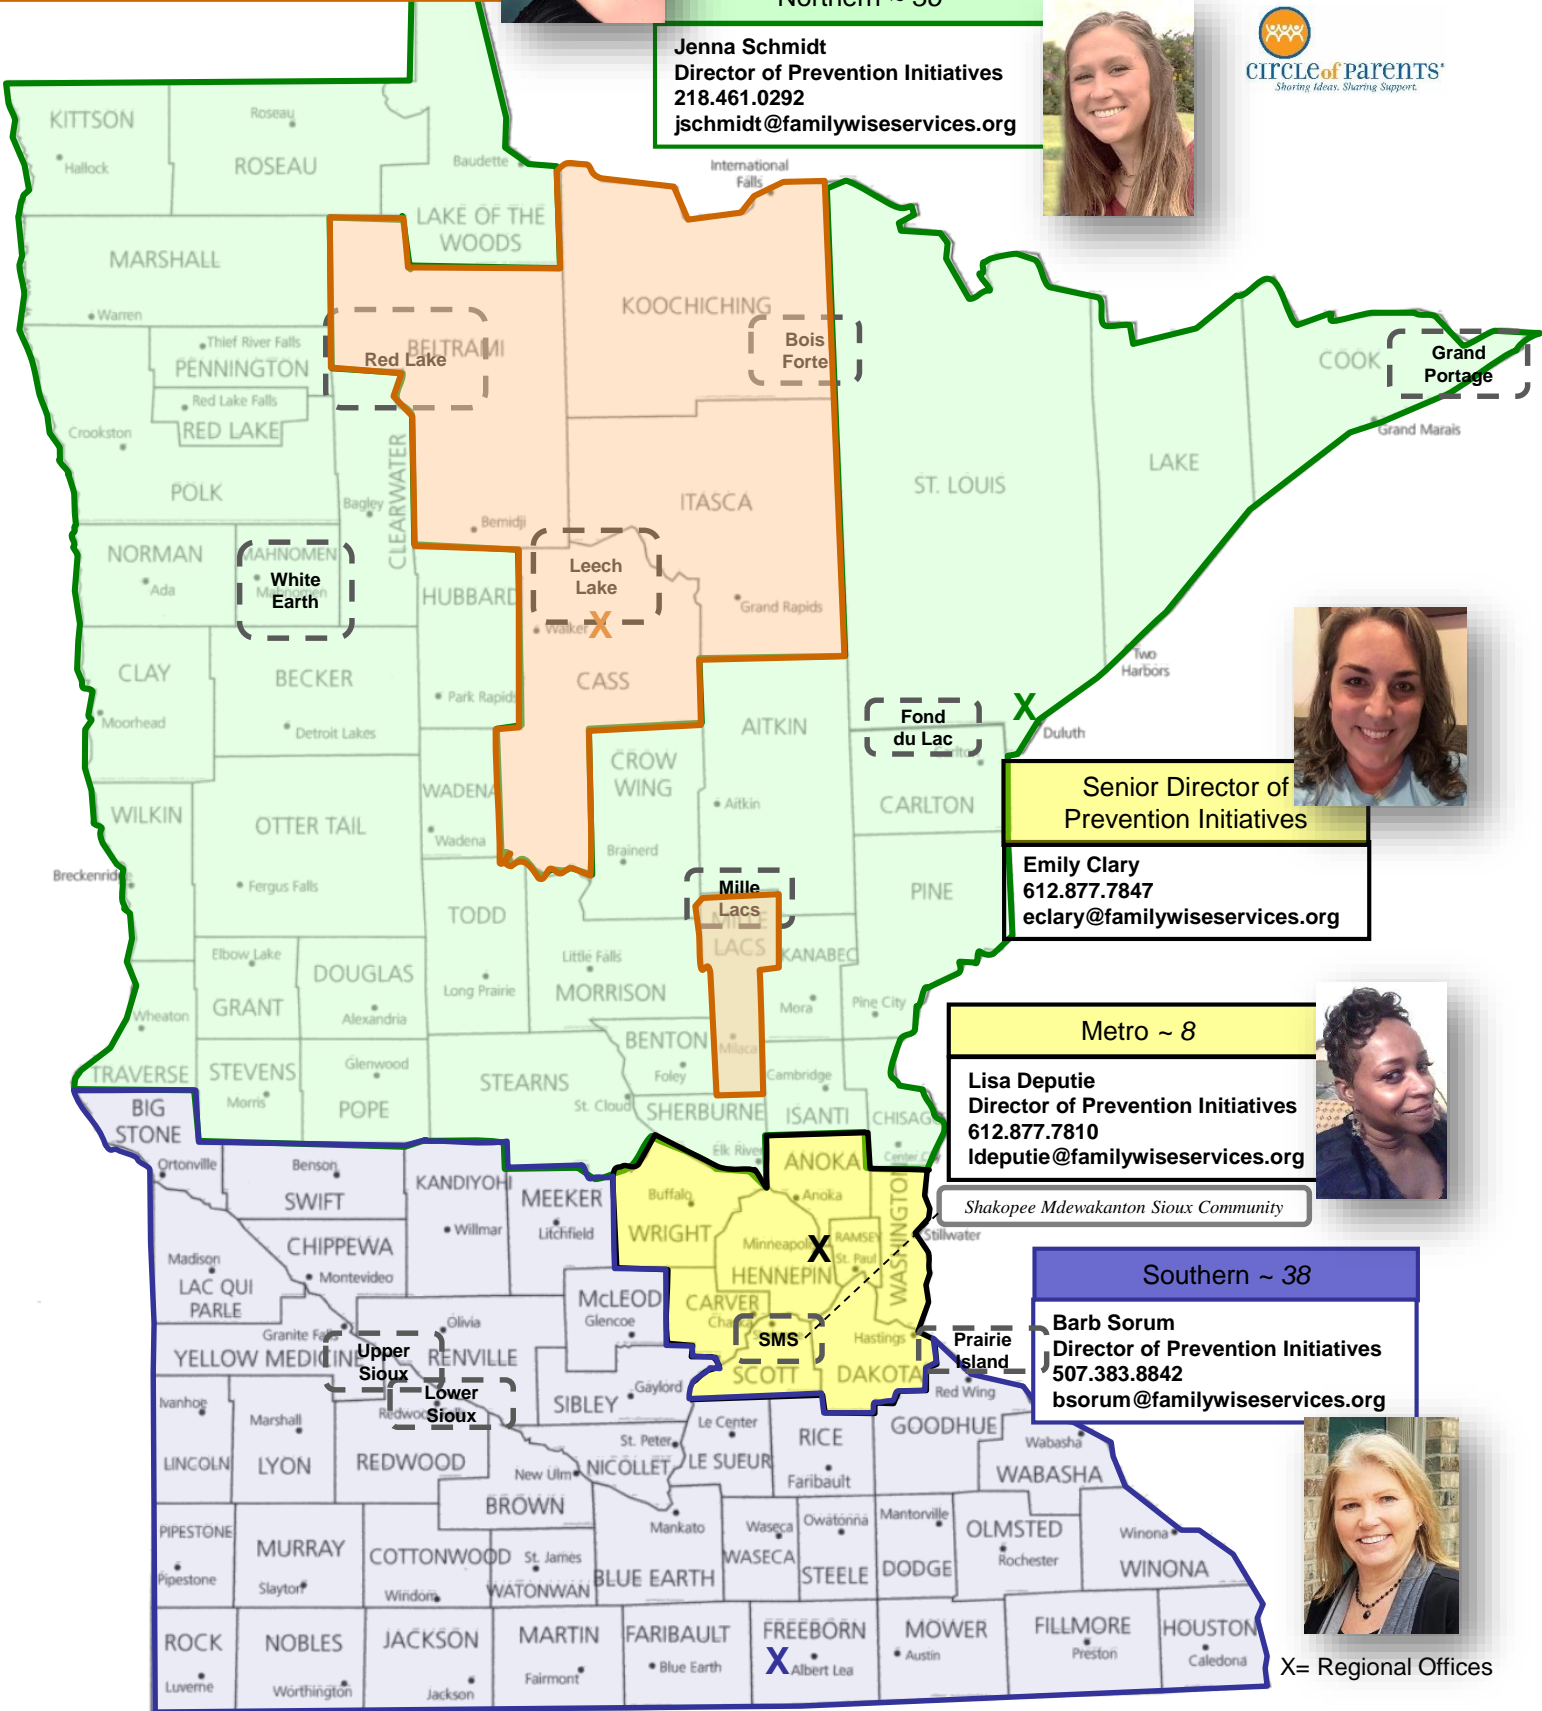 Northern ~ 36
Jenna Schmidt
Director of Prevention Initiatives
218.461.0292
jschmidt@familywiseservices.org
CIRCLE of PARENTS®
Sharing Ideas. Sharing Support.
KITTSON
Hallock
Roseau
ROSEAU
Baudette
LAKE OF THE
WOODS
International
Falls
MARSHALL
Warren
KOOCHICHING
Thief River Falls
PENNINGTON
BELTRAMI
Red Lake
Bois
Forte
COOK
Grand
Portage
Grand Marais
Red Lake Falls
RED LAKE
Crookston
POLK
CLEARWATER
Bagley
Bemidji
ITASCA
ST. LOUIS
LAKE
NORMAN
Ada
MAHNOMEN
Mahnomen
White
Earth
HUBBARD
Leech
Lake
Walker
X
Grand Rapids
CLAY
Moorhead
BECKER
Detroit Lakes
Park Rapids
CASS
Two
Harbors
AITKIN
Aitkin
Fond
du Lac
X
Duluth
Carlton
CARLTON
WILKIN
Breckenridge
OTTER TAIL
Fergus Falls
WADENA
Wadena
CROW
WING
Brainerd
Senior Director of
Prevention Initiatives
Emily Clary
612.877.7847
eclary@familywiseservices.org
Mille
Lacs
MILLE
LACS
PINE
TODD
Long Prairie
Little Falls
MORRISON
KANABEC
Mora
Pine City
Elbow Lake
GRANT
DOUGLAS
Alexandria
Wheaton
TRAVERSE
STEVENS
Morris
Glenwood
POPE
STEARNS
St. Cloud
BENTON
Foley
Milaca
Cambridge
SHERBURNE
Elk River
ISANTI
CHISAG
Center City
Metro ~ 8
Lisa Deputie
Director of Prevention Initiatives
612.877.7810
ldeputie@familywiseservices.org
Shakopee Mdewakanton Sioux Community
BIG
STONE
Ortonville
Benson
SWIFT
KANDIYOHI
Willmar
MEEKER
Litchfield
Buffalo
WRIGHT
ANOKA
Anoka
WASHINGTON
Stillwater
Minneapolis
X
HENNEPIN
RAMSEY
St. Paul
CHIPPEWA
Montevideo
Madison
LAC QUI
PARLE
McLEOD
Glencoe
CARVER
Chaska
SMS
SCOTT
Hastings
DAKOTA
Prairie
Island
Red Wing
Southern ~ 38
Barb Sorum
Director of Prevention Initiatives
507.383.8842
bsorum@familywiseservices.org
Granite Falls
YELLOW MEDICINE
Upper
Sioux
Olivia
RENVILLE
Lower
Sioux
SIBLEY
Gaylord
Ivanhoe
LINCOLN
Marshall
LYON
REDWOOD
New Ulm
St. Peter
NICOLLET
Le Center
LE SUEUR
RICE
Faribault
GOODHUE
Wabasha
WABASHA
BROWN
Mankato
PIPESTONE
Pipestone
MURRAY
Slayton
COTTONWOOD
Windom
St. James
WATONWAN
BLUE EARTH
Waseca
WASECA
Owatonna
STEELE
Mantorville
DODGE
OLMSTED
Rochester
Winona
WINONA
ROCK
Luverne
NOBLES
Worthington
JACKSON
Jackson
MARTIN
Fairmont
FARIBAULT
Blue Earth
FREEBORN
X
Albert Lea
MOWER
Austin
FILLMORE
Preston
HOUSTON
Caledonia
X= Regional Offices